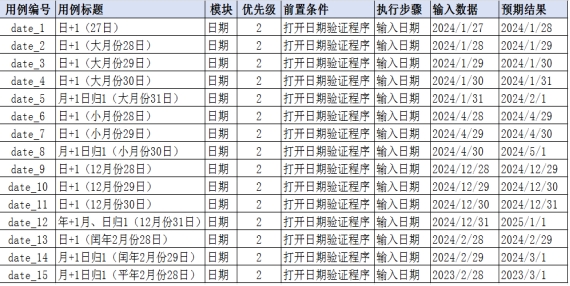 用例编号 用例标题 模块 优先级 前置条件 执行步骤 输入数据 预期结果
date_1 日+1（27日） 日期 2 打开日期验证程序 输入日期 2024/1/27 2024/1/28
date_2 日+1（大月份28日） 日期 2 打开日期验证程序 输入日期 2024/1/28 2024/1/29
date_3 日+1（大月份29日） 日期 2 打开日期验证程序 输入日期 2024/1/29 2024/1/30
date_4 日+1（大月份30日） 日期 2 打开日期验证程序 输入日期 2024/1/30 2024/1/31
date_5 月+1日归1（大月份31日） 日期 2 打开日期验证程序 输入日期 2024/1/31 2024/2/1
date_6 日+1（小月份28日） 日期 2 打开日期验证程序 输入日期 2024/4/28 2024/4/29
date_7 日+1（小月份29日） 日期 2 打开日期验证程序 输入日期 2024/4/29 2024/4/30
date_8 月+1日归1（小月份30日） 日期 2 打开日期验证程序 输入日期 2024/4/30 2024/5/1
date_9 日+1（12月份28日） 日期 2 打开日期验证程序 输入日期 2024/12/28 2024/12/29
date_10 日+1（12月份29日） 日期 2 打开日期验证程序 输入日期 2024/12/29 2024/12/30
date_11 日+1（12月份30日） 日期 2 打开日期验证程序 输入日期 2024/12/30 2024/12/31
date_12 年+1月、日归1（12月份31日） 日期 2 打开日期验证程序 输入日期 2024/12/31 2025/1/1
date_13 日+1（闰年2月份28日） 日期 2 打开日期验证程序 输入日期 2024/2/28 2024/2/29
date_14 月+1日归1（闰年2月份29日） 日期 2 打开日期验证程序 输入日期 2024/2/29 2024/3/1
date_15 月+1日归1（平年2月份28日） 日期 2 打开日期验证程序 输入日期 2023/2/28 2023/3/1